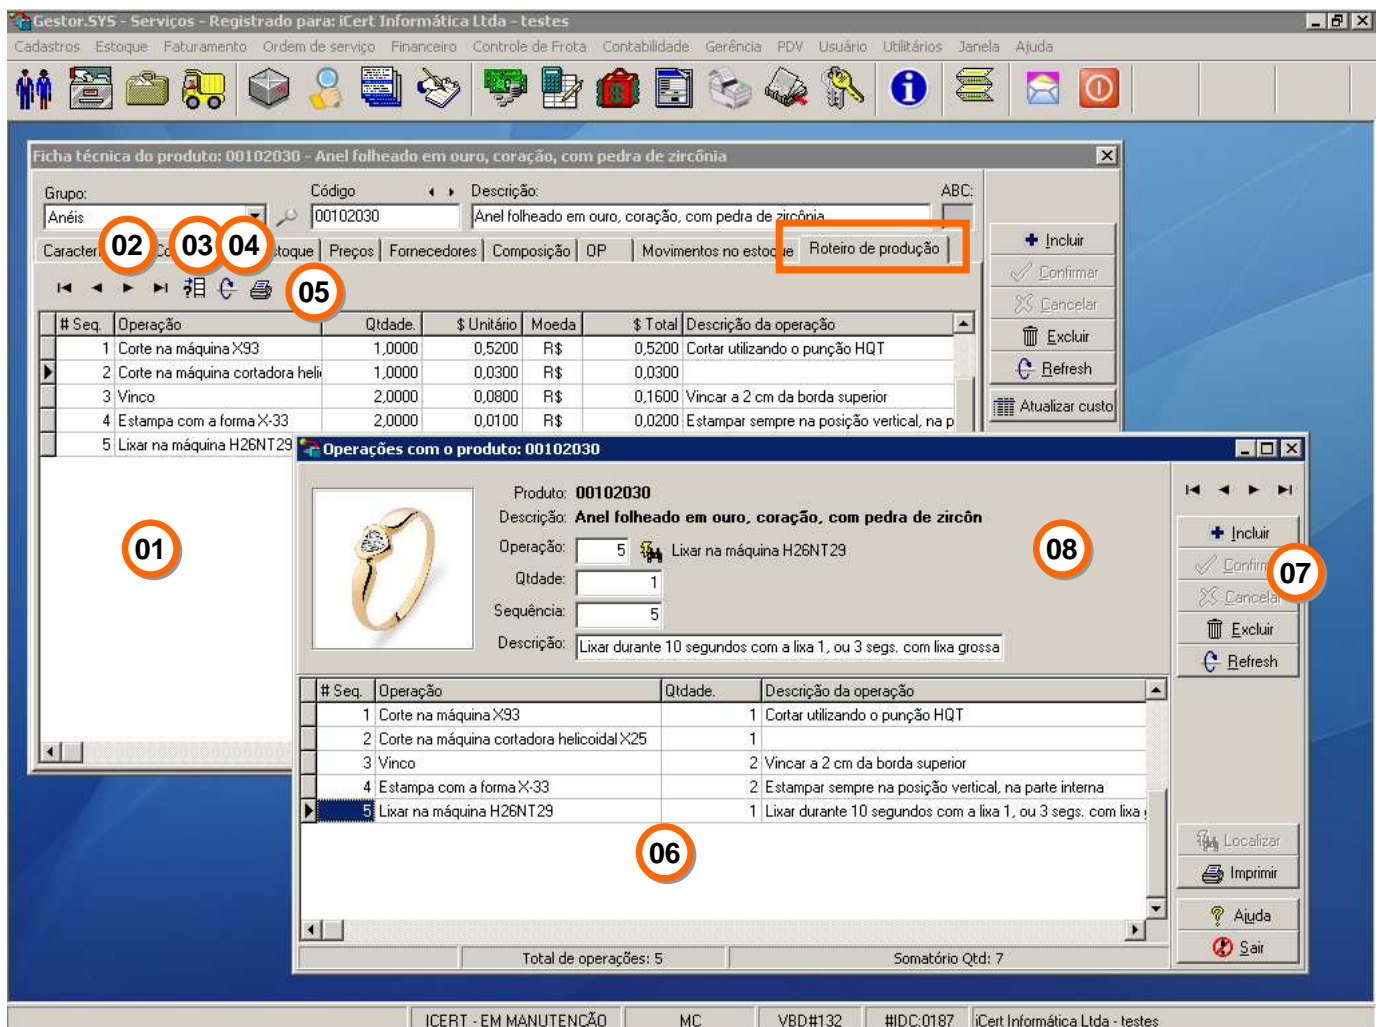 Gestor.SYS - Serviços - Registrado para: iCert Informática Ltda - testes
Cadastros Estoque Faturamento Ordem de serviço Financeiro Controle de Frota Contabilidade Gerência PDV Usuário Utilitários Janela Ajuda
Ficha técnica do produto: 00102030 - Anel folheado em ouro, coração, com pedra de zircônia
Grupo: Código Descrição: ABC:
Anéis 00102030 Anel folheado em ouro, coração, com pedra de zircônia
02 03 04
Preços Fornecedores Composição OP Movimentos no estoque Roteiro de produção
05
# Seq. Operação Qtdade. $ Unitário Moeda $ Total Descrição da operação
1 Corte na máquina X93 1,0000 0,5200 R$ 0,5200 Cortar utilizando o punção HQT
2 Corte na máquina cortadora heli 1,0000 0,0300 R$ 0,0300
3 Vinco 2,0000 0,0800 R$ 0,1600 Vincar a 2 cm da borda superior
4 Estampa com a forma X-33 2,0000 0,0100 R$ 0,0200 Estampar sempre na posição vertical, na p
5 Lixar na máquina H26NT29
Incluir
Confirmar
Cancelar
Excluir
Refresh
Atualizar custo
01
Operações com o produto: 00102030
Produto: 00102030
Descrição: Anel folheado em ouro, coração, com pedra de zircôn
Operação: 5 Lixar na máquina H26NT29
Qtdade: 1
Sequência: 5
Descrição: Lixar durante 10 segundos com a lixa 1, ou 3 segs. com lixa grossa
08
Incluir
07
Cancelar
Excluir
Refresh
# Seq. Operação Qtdade. Descrição da operação
1 Corte na máquina X93 1 Cortar utilizando o punção HQT
2 Corte na máquina cortadora helicoidal X25 1
3 Vinco 2 Vincar a 2 cm da borda superior
4 Estampa com a forma X-33 2 Estampar sempre na posição vertical, na parte interna
5 Lixar na máquina H26NT29 1 Lixar durante 10 segundos com a lixa 1, ou 3 segs. com lixa
06
Localizar
Imprimir
Ajuda
Sair
Total de operações: 5 Somatório Qtd: 7
ICERT - EM MANUTENÇÃO MC VBD#132 #IDC:0187 iCert Informática Ltda - testes